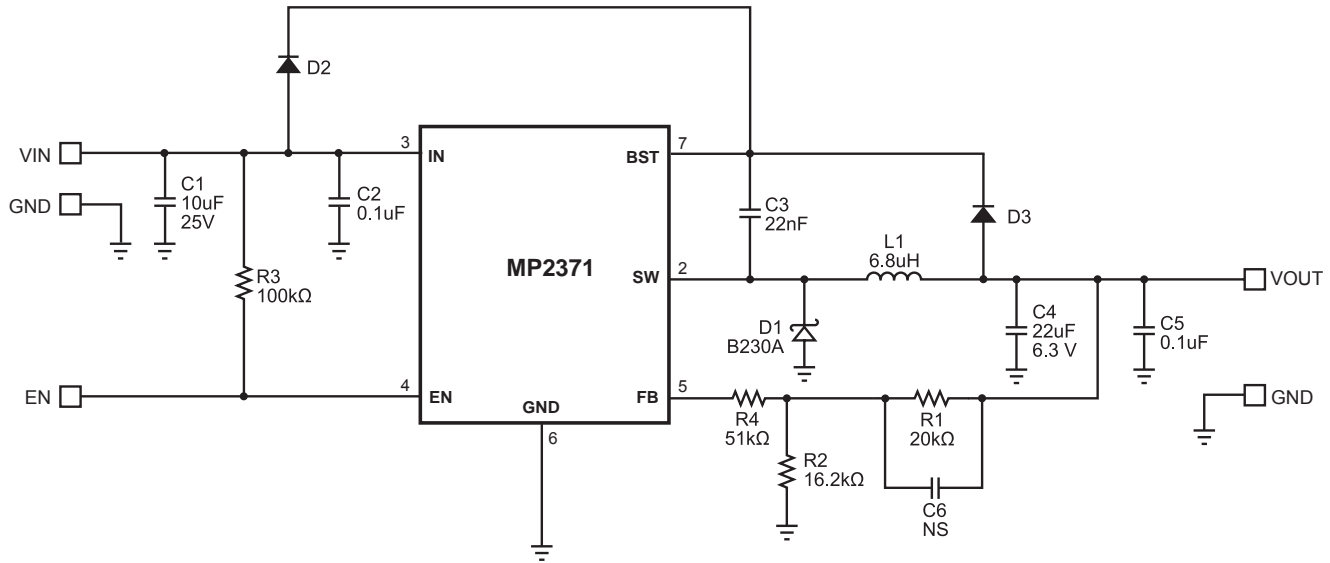 D2
VIN
3
IN
BST
7
C1
10uF
25V
C2
0.1uF
GND
C3
22nF
D3
MP2371
L1
6.8uH
R3
100kΩ
SW
2
VOUT
D1
B230A
C4
22uF
6.3 V
C5
0.1uF
EN
4
EN
GND
6
FB
5
R4
51kΩ
R1
20kΩ
GND
R2
16.2kΩ
C6
NS